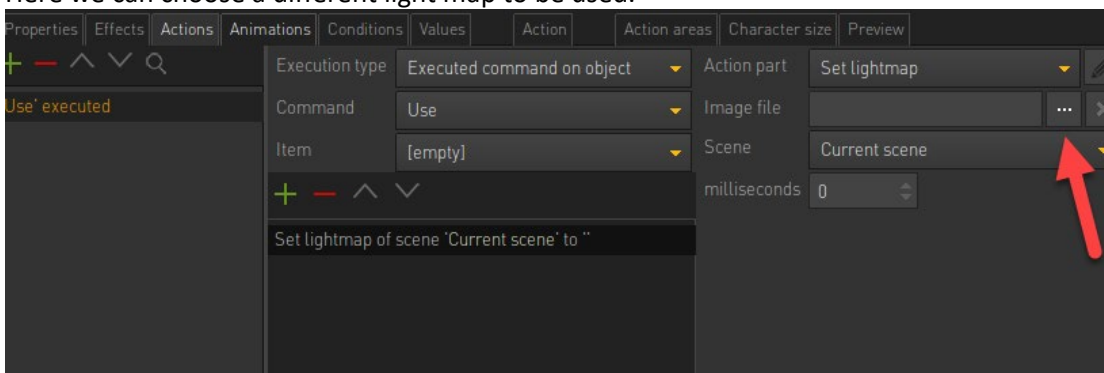 Here we can choose a different light map to be used.
Properties Effects Actions Animations Conditions Values Action Action areas Character size Preview
Execution type Executed command on object Action part Set lightmap
Use' executed Command Use Image file ...
Item [empty] Scene Current scene
milliseconds 0
Set lightmap of scene 'Current scene' to ''